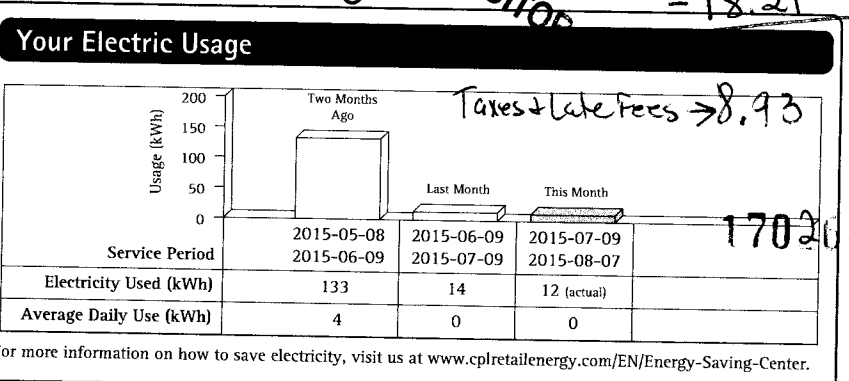 - 18.21
Your Electric Usage
Taxes + Late Fees → 8.93
Usage (kWh)
200
150
100
50
0
Two Months
Ago
Last Month
This Month
Service Period
2015-05-08 2015-06-09 2015-07-09
2015-06-09 2015-07-09 2015-08-07
1702
Electricity Used (kWh) 133 14 12 (actual)
Average Daily Use (kWh) 4 0 0
or more information on how to save electricity, visit us at www.cplretailenergy.com/EN/Energy-Saving-Center.